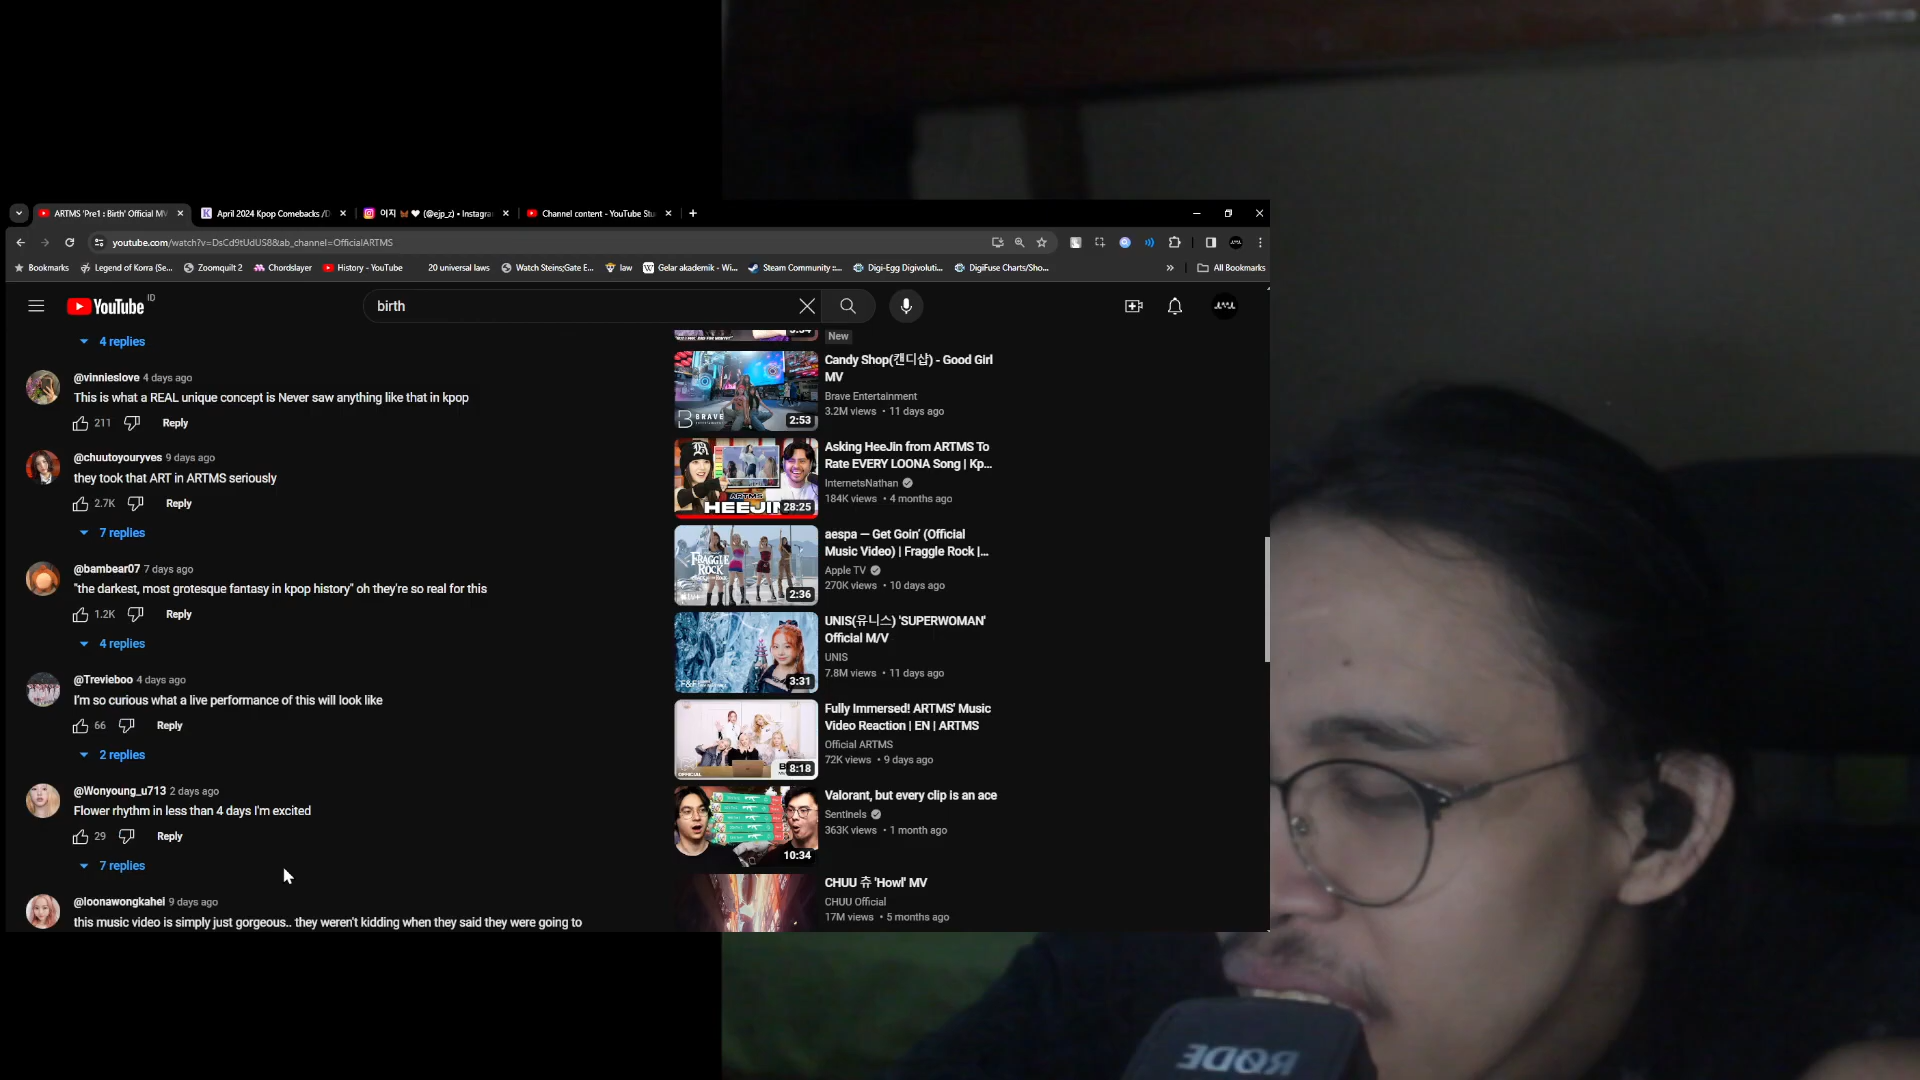 ARTMS 'Pre1 : Birth' Official MV
April 2024 Kpop Comebacks /D
이지 🦋 🖤 (@ejp_z) • Instagra
Channel content - YouTube Stu
youtube.com/watch?v=DsCd9tUdUS8&ab_channel=OfficialARTMS
Bookmarks
Legend of Korra (Se...
Zoomquilt 2
Chordslayer
History - YouTube
20 universal laws
Watch Steins;Gate E...
law
Gelar akademik - Wi...
Steam Community ::...
Digi-Egg Digivoluti...
DigiFuse Charts/Sho...
»
All Bookmarks
YouTube ID
birth
4 replies
@vinnieslove 4 days ago
This is what a REAL unique concept is Never saw anything like that in kpop
211 Reply
@chuutoyouryves 9 days ago
they took that ART in ARTMS seriously
2.7K Reply
7 replies
@bambear07 7 days ago
"the darkest, most grotesque fantasy in kpop history" oh they're so real for this
1.2K Reply
4 replies
@Trevieboo 4 days ago
I'm so curious what a live performance of this will look like
66 Reply
2 replies
@Wonyoung_u713 2 days ago
Flower rhythm in less than 4 days I'm excited
29 Reply
7 replies
@loonawongkahei 9 days ago
this music video is simply just gorgeous.. they weren't kidding when they said they were going to
New
Candy Shop(캔디샵) - Good Girl
MV
Brave Entertainment
3.2M views • 11 days ago
BRAVE
2:53
Asking HeeJin from ARTMS To
Rate EVERY LOONA Song | Kp...
InternetsNathan
184K views • 4 months ago
ARTMS
HEEJIN
28:25
aespa — Get Goin' (Official
Music Video) | Fraggle Rock |...
Apple TV
270K views • 10 days ago
FRAGGLE
ROCK
2:36
UNIS(유니스) 'SUPERWOMAN'
Official M/V
UNIS
7.8M views • 11 days ago
F&F
3:31
Fully Immersed! ARTMS' Music
Video Reaction | EN | ARTMS
Official ARTMS
72K views • 9 days ago
8:18
Valorant, but every clip is an ace
Sentinels
363K views • 1 month ago
10:34
CHUU 츄 'Howl' MV
CHUU Official
17M views • 5 months ago
RØDE